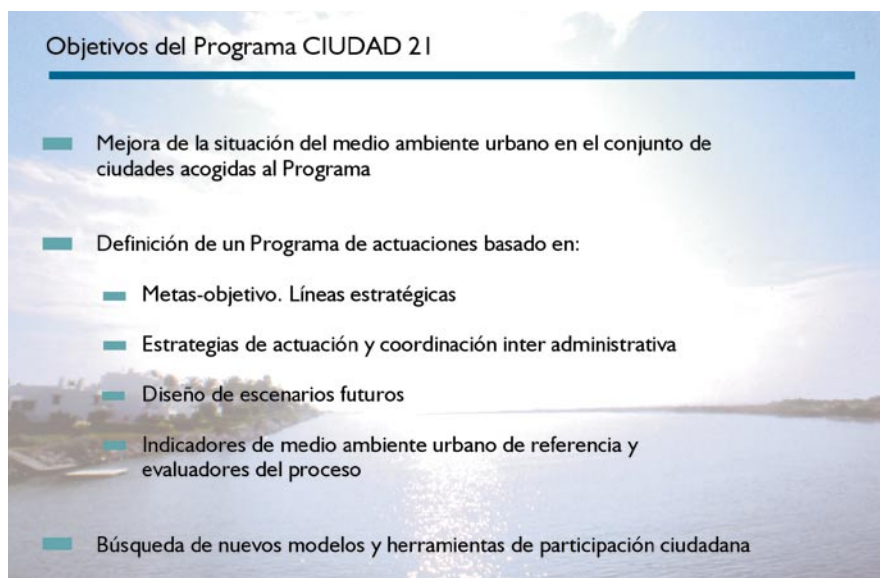 Objetivos del Programa CIUDAD 21
Mejora de la situación del medio ambiente urbano en el conjunto de
ciudades acogidas al Programa
Definición de un Programa de actuaciones basado en:
Metas-objetivo. Líneas estratégicas
Estrategias de actuación y coordinación inter administrativa
Diseño de escenarios futuros
Indicadores de medio ambiente urbano de referencia y
evaluadores del proceso
Búsqueda de nuevos modelos y herramientas de participación ciudadana